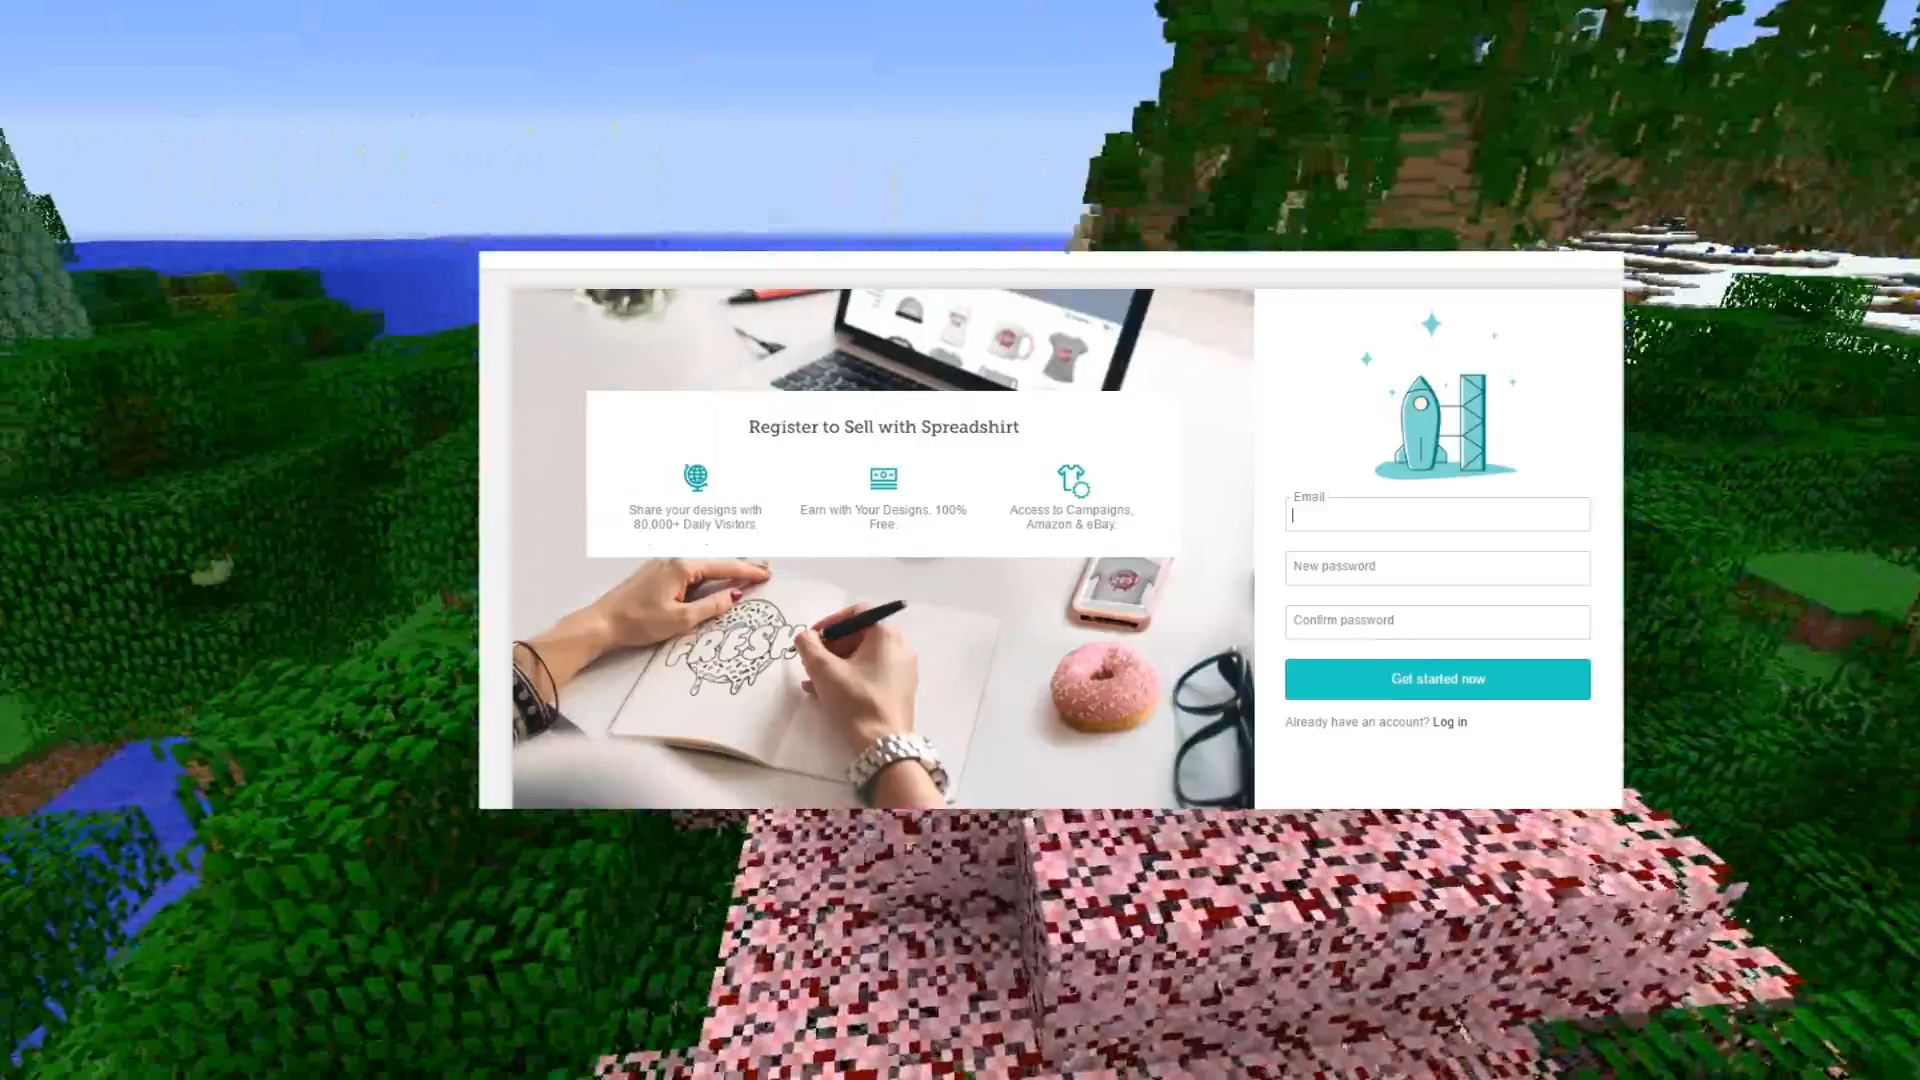 Register to Sell with Spreadshirt
Share your designs with
80,000+ Daily Visitors.
Earn with Your Designs. 100%
Free.
Access to Campaigns,
Amazon & eBay.
FRESH
Email
New password
Confirm password
Get started now
Already have an account? Log in